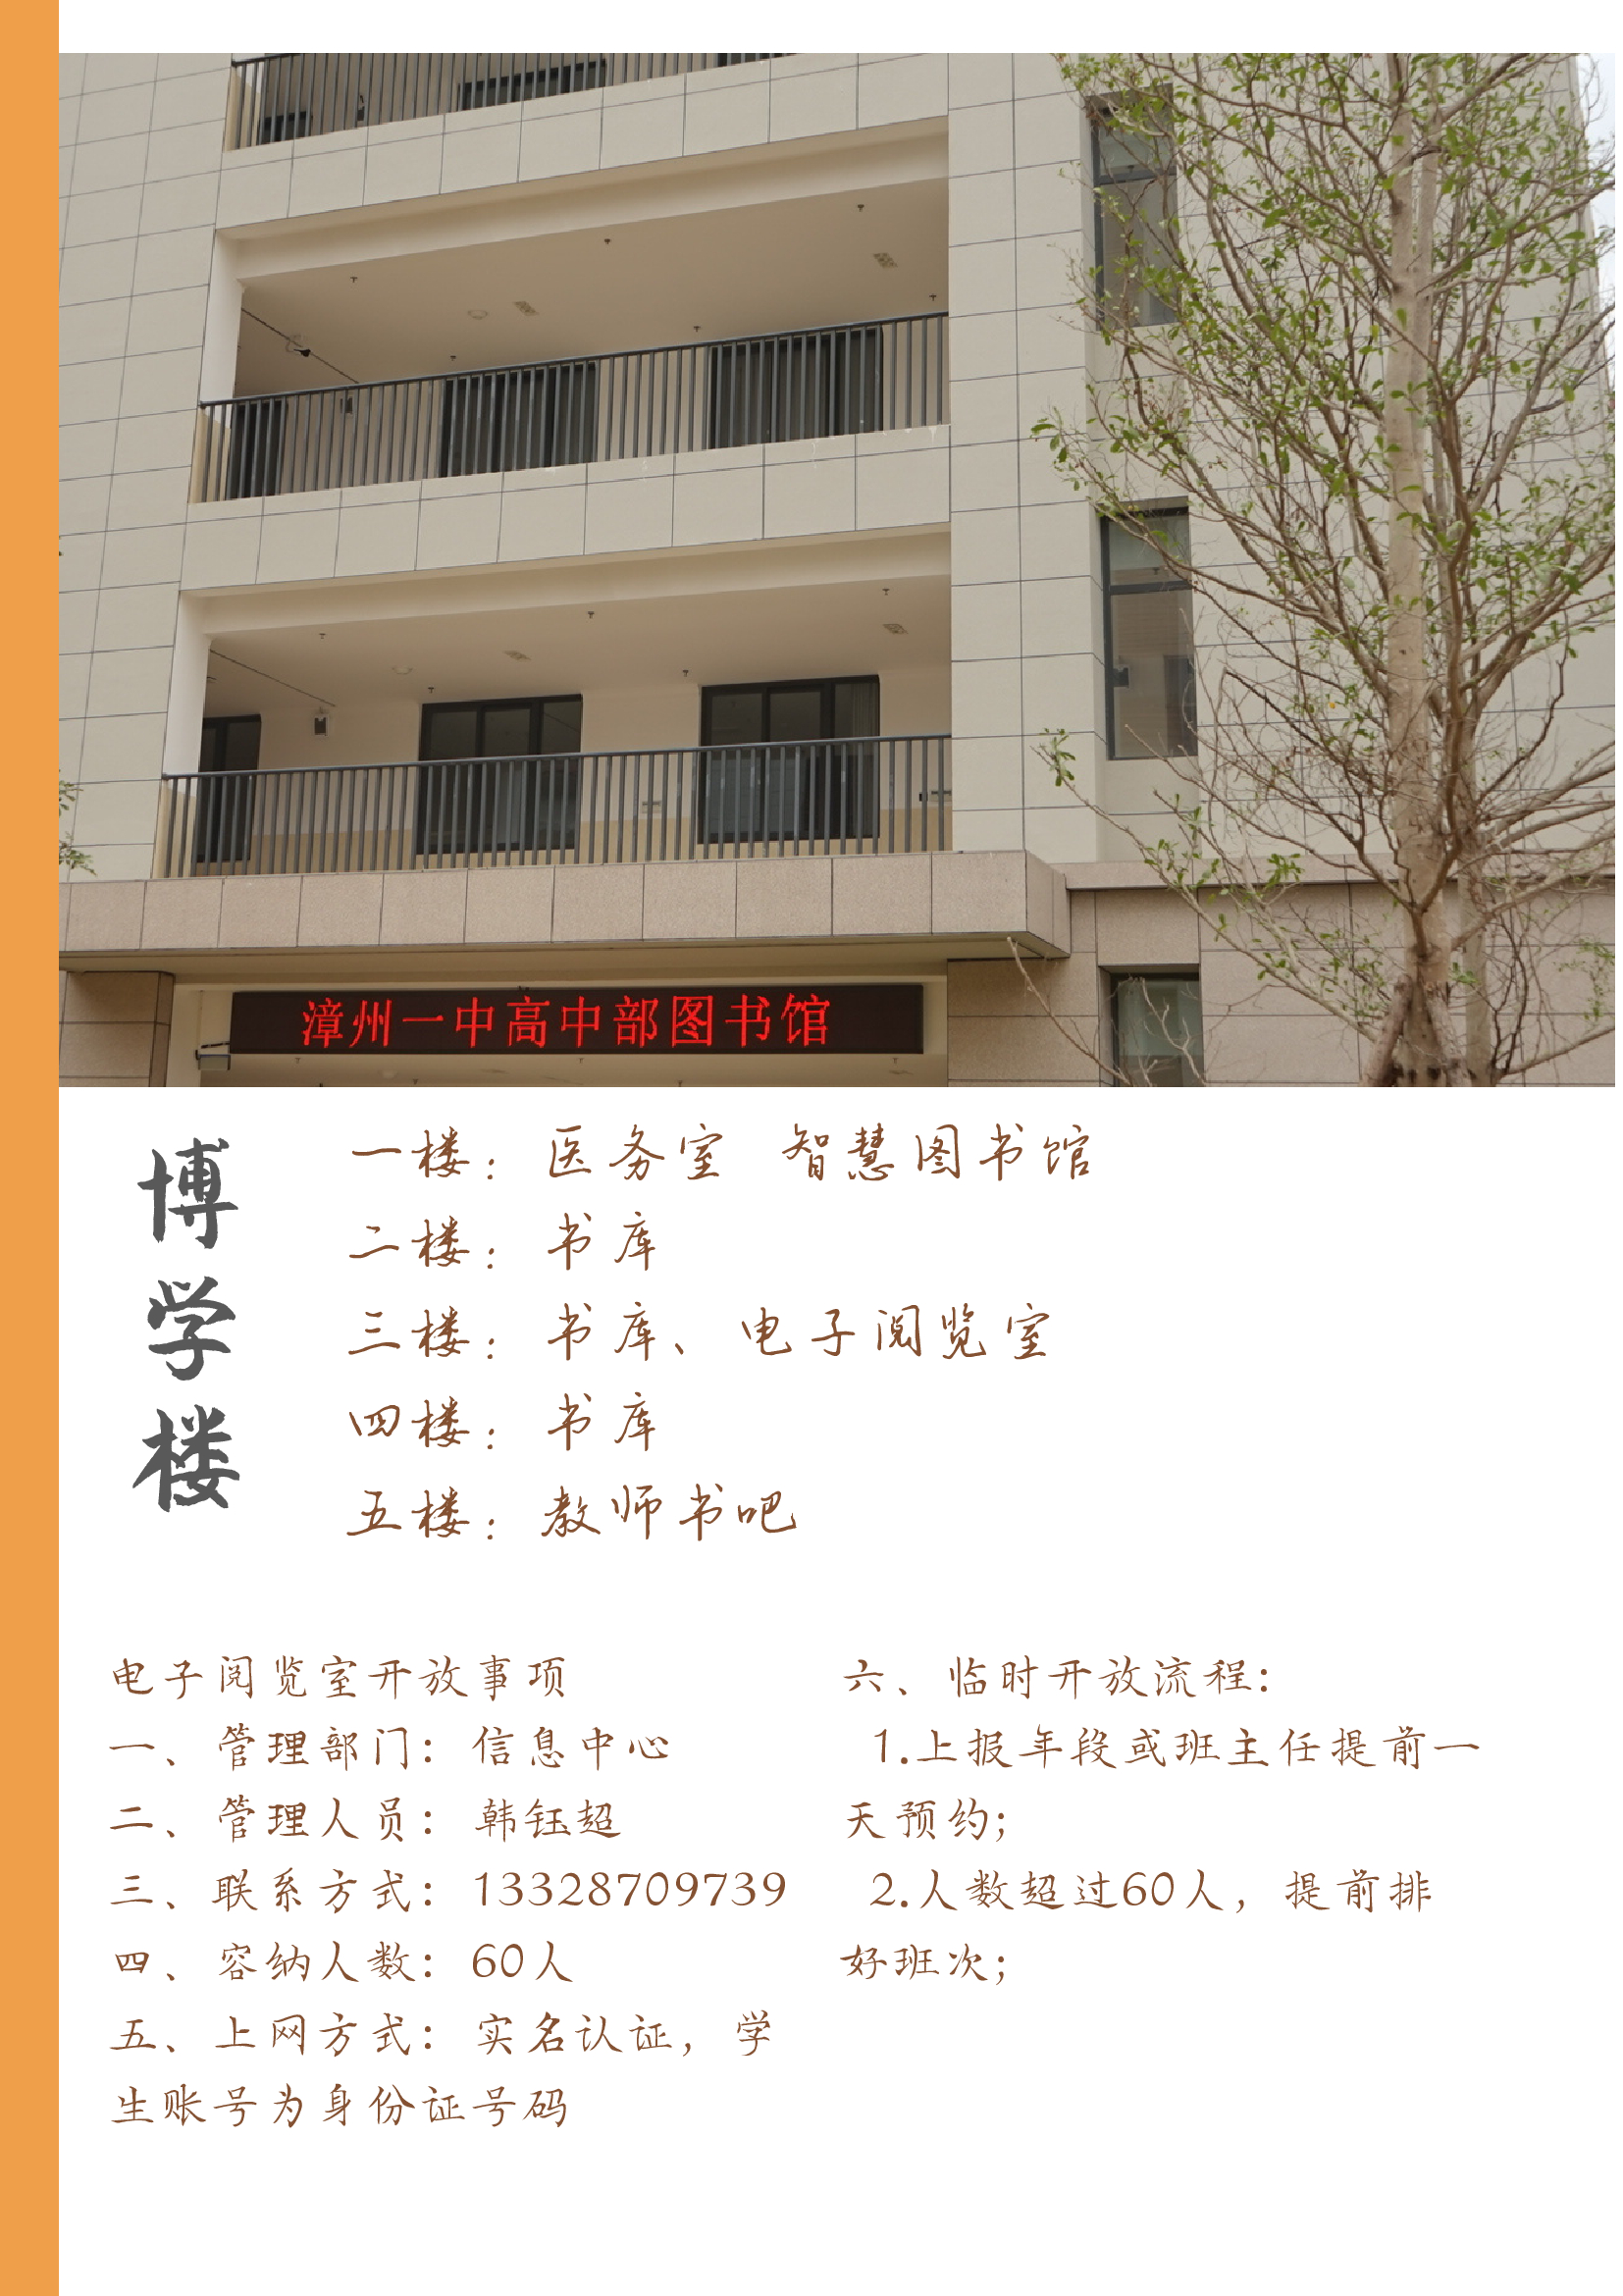 漳州一中高中部图书馆
博学楼
一楼：医务室 智慧图书馆
二楼：书库
三楼：书库、电子阅览室
四楼：书库
五楼：教师书吧
电子阅览室开放事项
一、管理部门：信息中心
二、管理人员：韩钰超
三、联系方式：13328709739
四、容纳人数：60人
五、上网方式：实名认证，学
生账号为身份证号码
六、临时开放流程：
1.上报年段或班主任提前一
天预约；
2.人数超过60人，提前排
好班次；